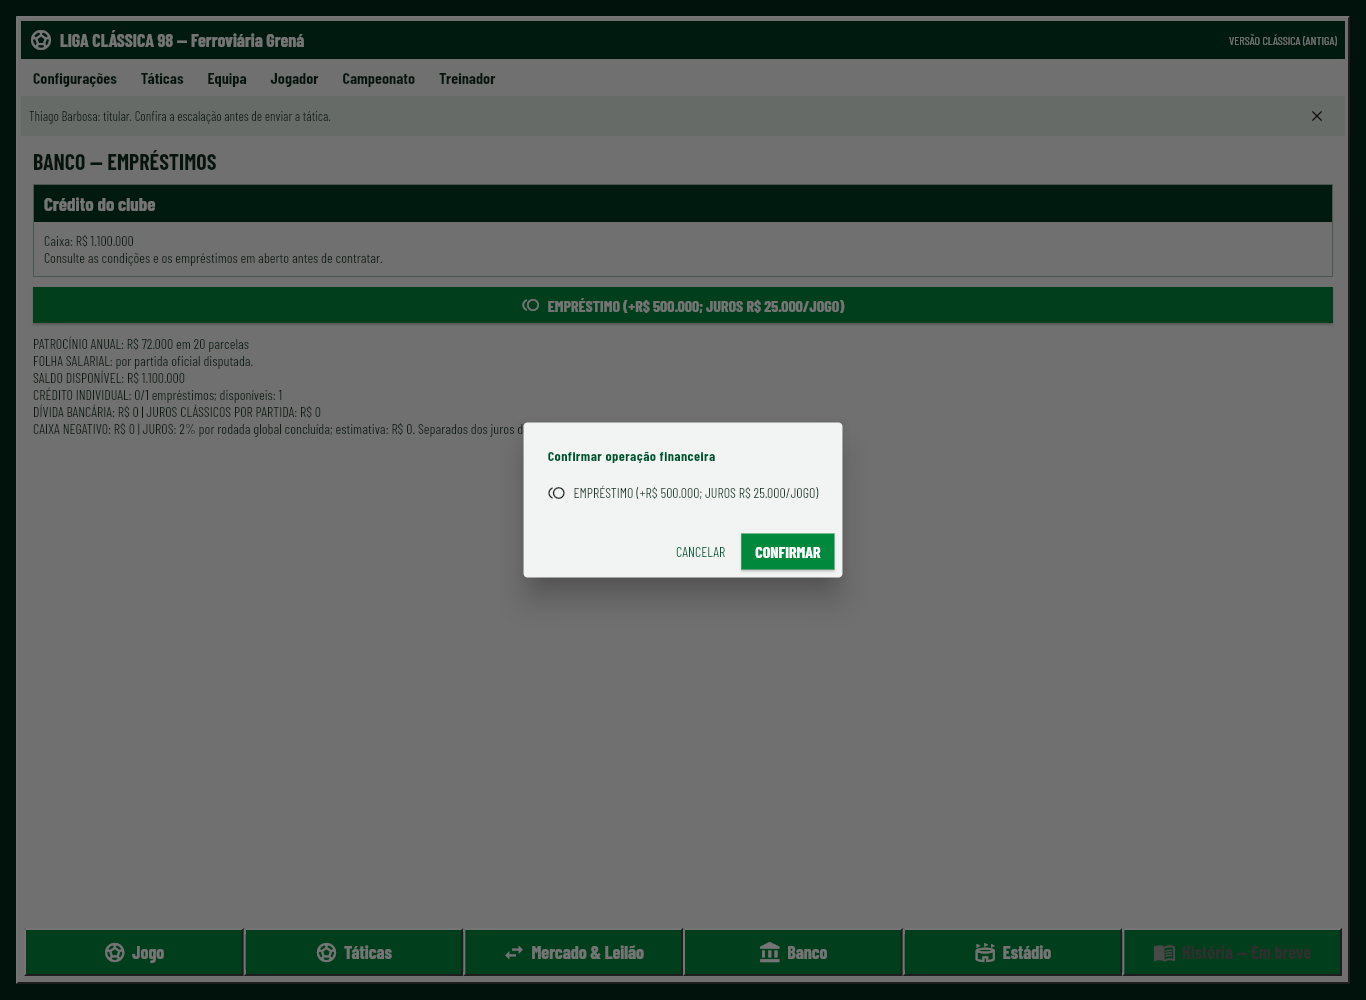 LIGA CLÁSSICA 98 — Ferroviária Grená
VERSÃO CLÁSSICA (ANTIGA)
Configurações Táticas Equipa Jogador Campeonato Treinador
Thiago Barbosa: titular. Confira a escalação antes de enviar a tática.
BANCO — EMPRÉSTIMOS
Crédito do clube
Caixa: R$ 1.100.000
Consulte as condições e os empréstimos em aberto antes de contratar.
EMPRÉSTIMO (+R$ 500.000; JUROS R$ 25.000/JOGO)
PATROCÍNIO ANUAL: R$ 72.000 em 20 parcelas
FOLHA SALARIAL: por partida oficial disputada.
SALDO DISPONÍVEL: R$ 1.100.000
CRÉDITO INDIVIDUAL: 0/1 empréstimos; disponíveis: 1
DÍVIDA BANCÁRIA: R$ 0 | JUROS CLÁSSICOS POR PARTIDA: R$ 0
CAIXA NEGATIVO: R$ 0 | JUROS: 2% por rodada global concluída; estimativa: R$ 0. Separados dos juros
Confirmar operação financeira
EMPRÉSTIMO (+R$ 500.000; JUROS R$ 25.000/JOGO)
CANCELAR CONFIRMAR
Jogo Táticas Mercado & Leilão Banco Estádio História — Em breve